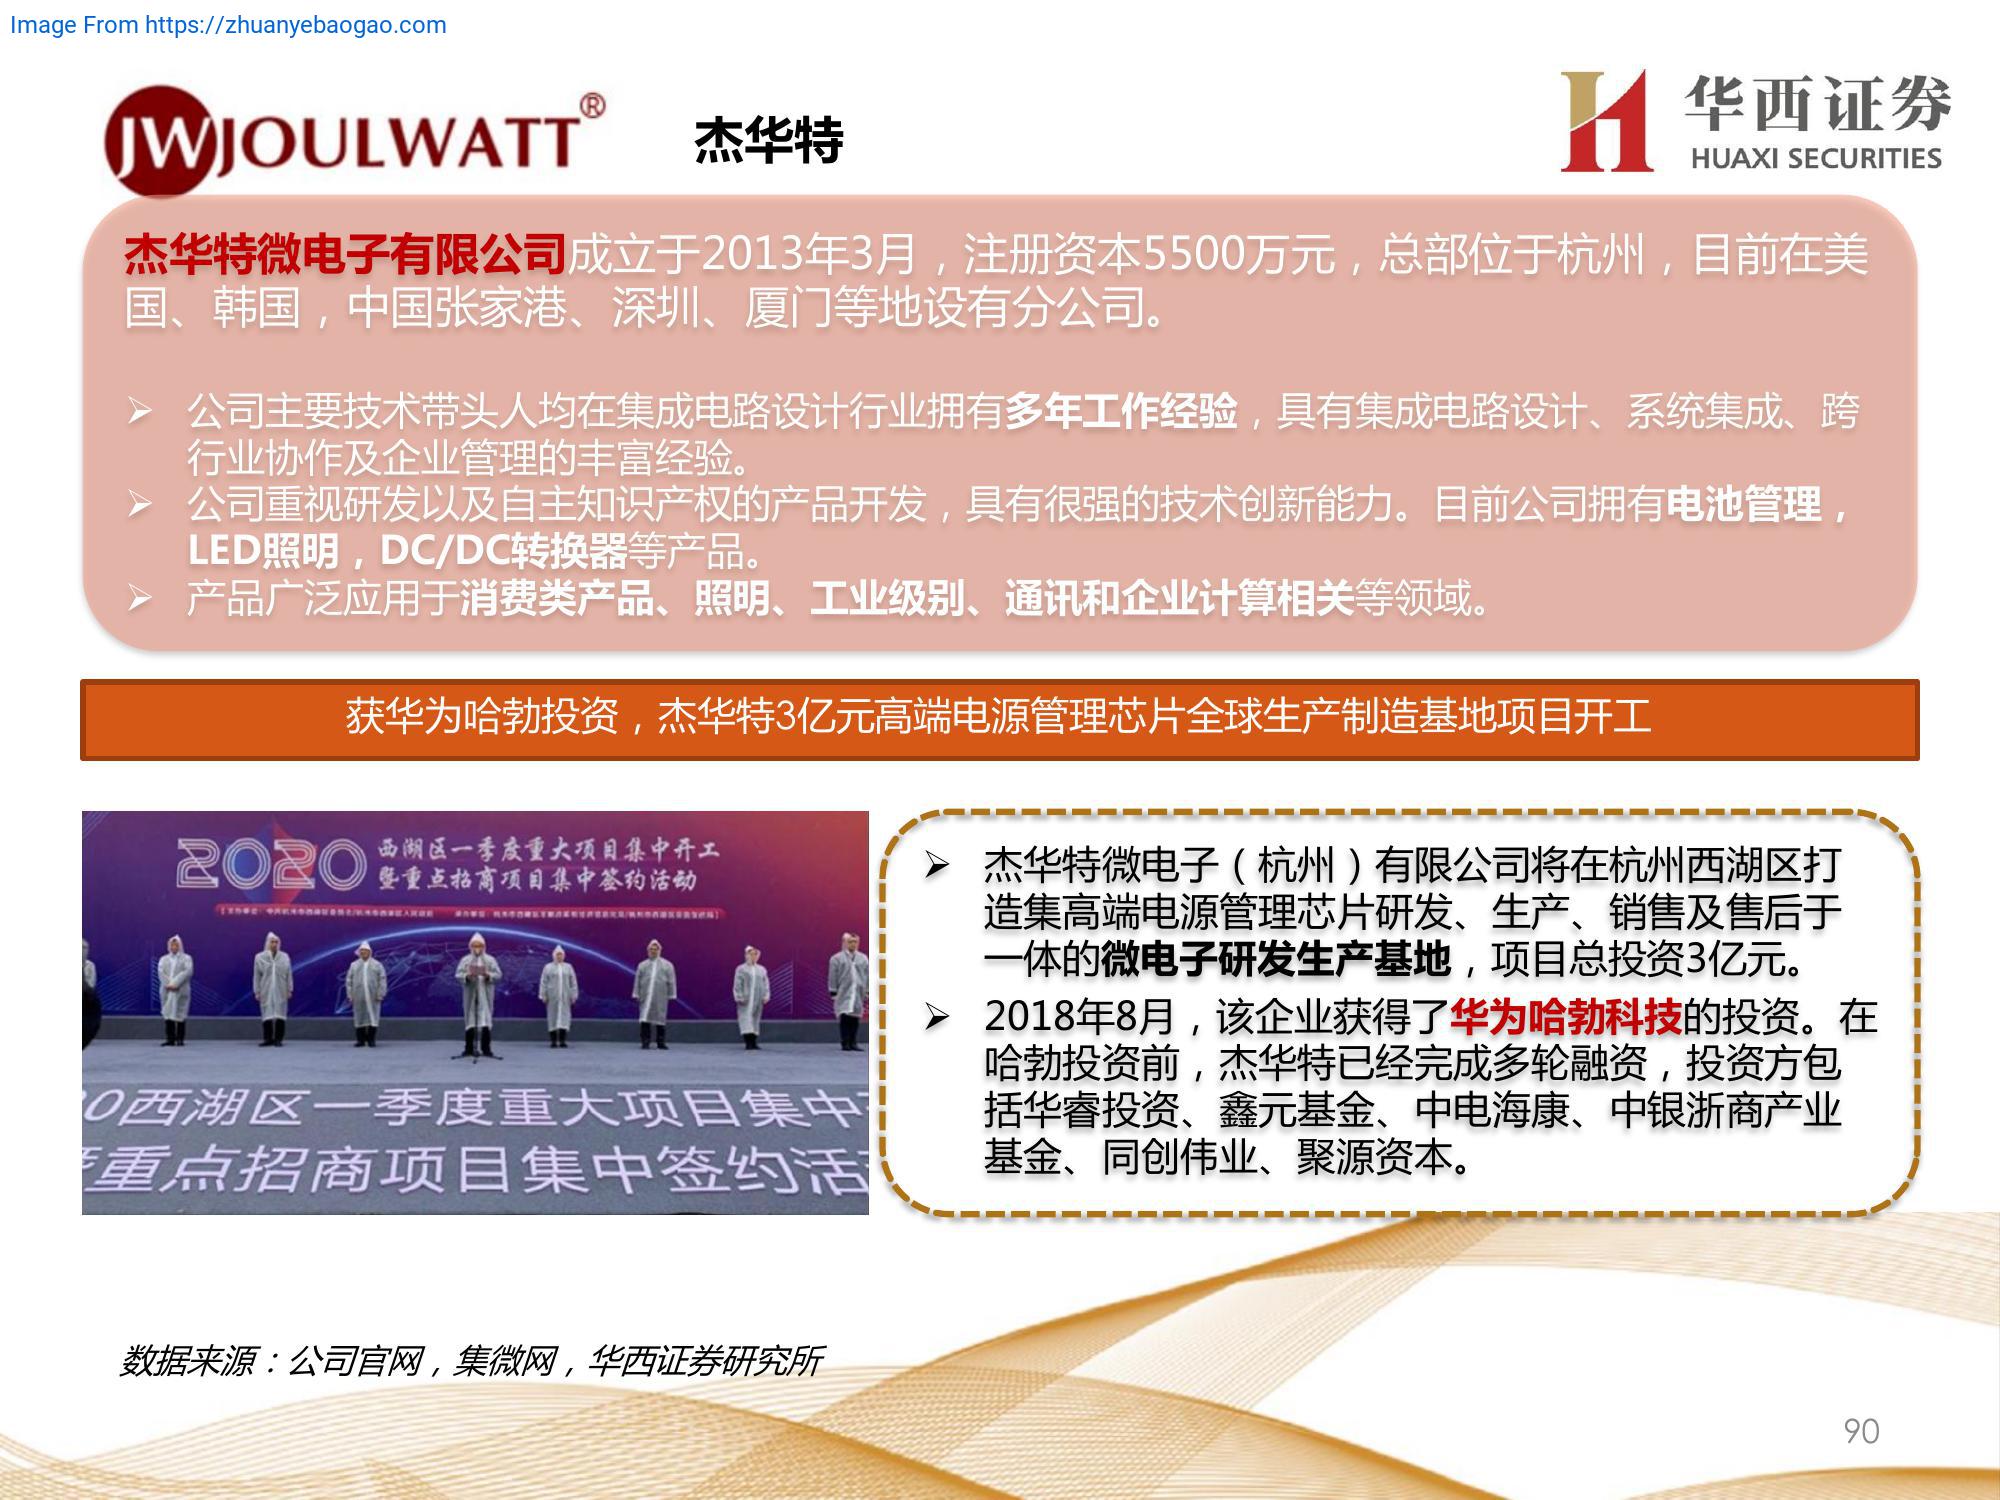 Image From https://zhuanyebaogao.com
JWJOULWATT®
杰华特
华西证券
HUAXI SECURITIES
杰华特微电子有限公司成立于2013年3月，注册资本5500万元，总部位于杭州，目前在美
国、韩国，中国张家港、深圳、厦门等地设有分公司。
➢ 公司主要技术带头人均在集成电路设计行业拥有多年工作经验，具有集成电路设计、系统集成、跨
行业协作及企业管理的丰富经验。
➢ 公司重视研发以及自主知识产权的产品开发，具有很强的技术创新能力。目前公司拥有电池管理，
LED照明，DC/DC转换器等产品。
➢ 产品广泛应用于消费类产品、照明、工业级别、通讯和企业计算相关等领域。
获华为哈勃投资，杰华特3亿元高端电源管理芯片全球生产制造基地项目开工
2020 西湖区一季度重大项目集中开工
暨重点招商项目集中签约活动
20西湖区一季度重大项目集中
重点招商项目集中签约活
➢ 杰华特微电子（杭州）有限公司将在杭州西湖区打
造集高端电源管理芯片研发、生产、销售及售后于
一体的微电子研发生产基地，项目总投资3亿元。
➢ 2018年8月，该企业获得了华为哈勃科技的投资。在
哈勃投资前，杰华特已经完成多轮融资，投资方包
括华睿投资、鑫元基金、中电海康、中银浙商产业
基金、同创伟业、聚源资本。
数据来源：公司官网，集微网，华西证券研究所
90